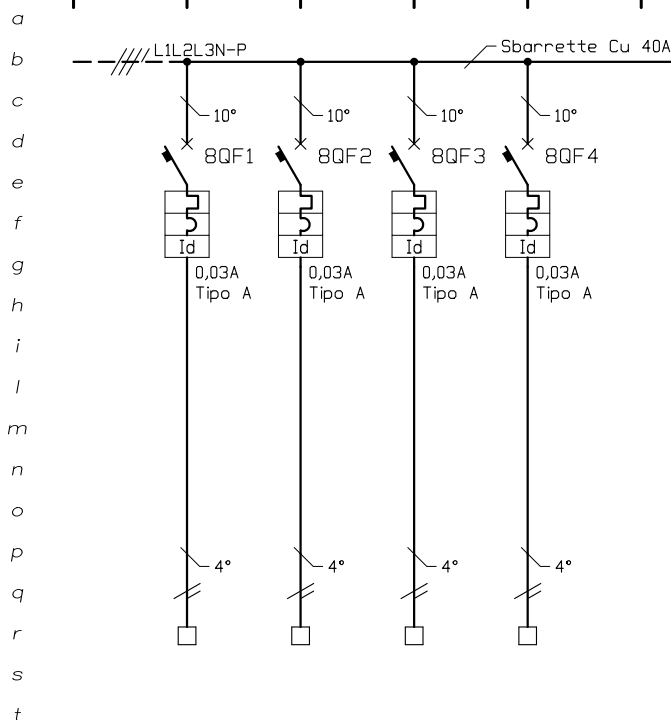 a
b
L1L2L3N-P
Sbarrette Cu 40A
c
10°
10°
10°
10°
d
8QF1
8QF2
8QF3
8QF4
e
f
Id
Id
Id
Id
g
0,03A
0,03A
0,03A
0,03A
Tipo A
Tipo A
Tipo A
Tipo A
h
i
l
m
n
o
p
4°
4°
4°
4°
q
r
s
t